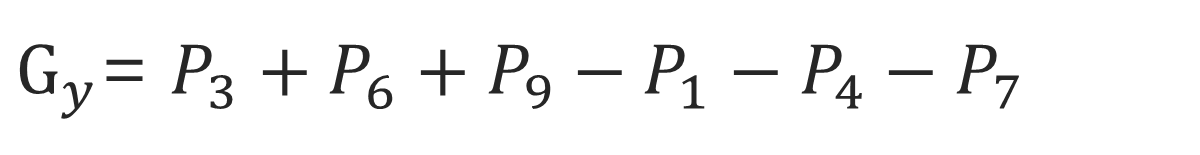 G_y = P_3 + P_6 + P_9 − P_1 − P_4 − P_7